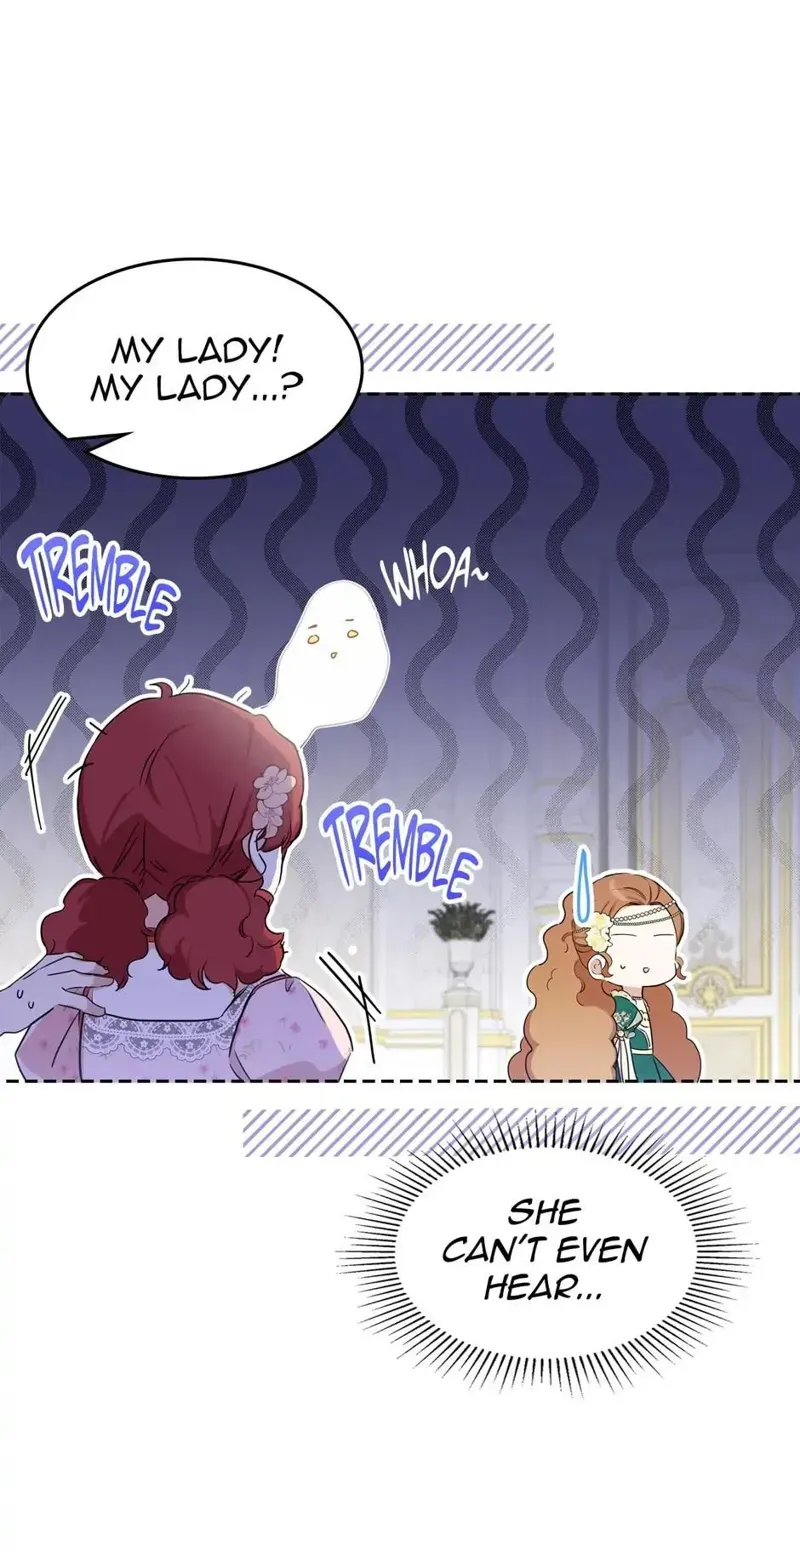 MY LADY!
MY LADY...?
TREMBLE
WHOA~
TREMBLE
SHE
CAN'T EVEN
HEAR...